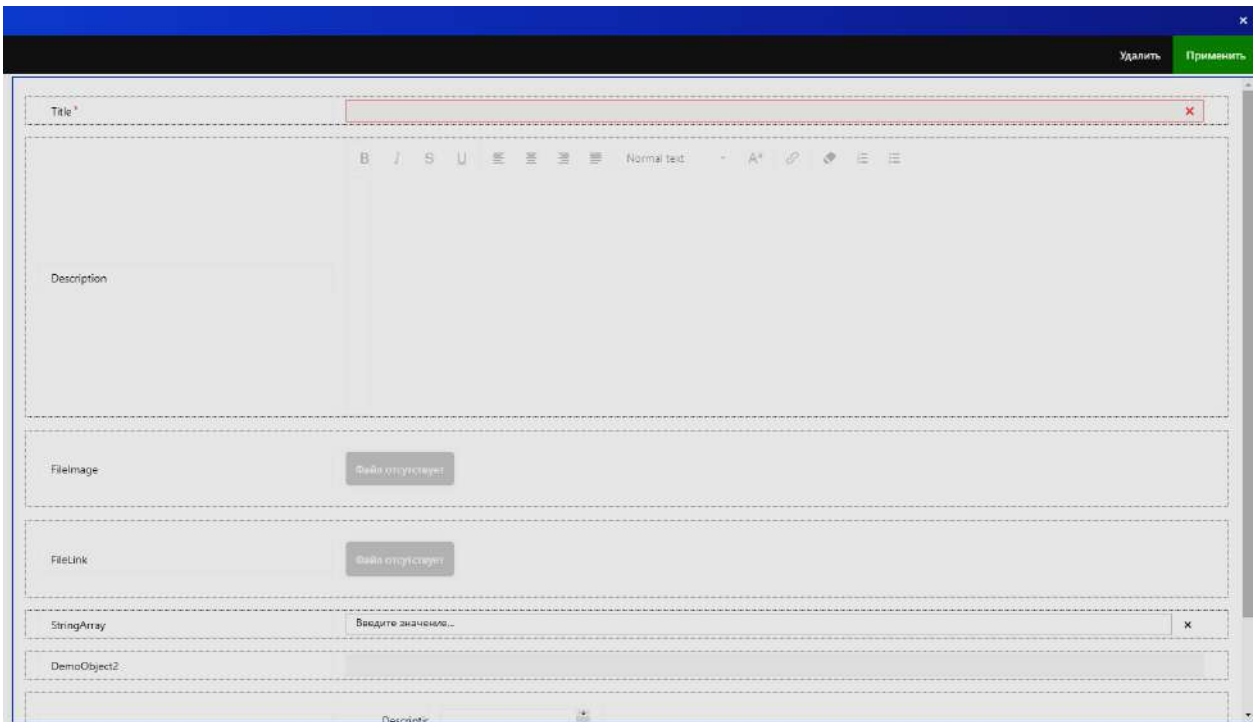 Удалить Применить
Title *
B I S U Normal text A
Description
FileImage Файл отсутствует
FileLink Файл отсутствует
StringArray Введите значение...
DemoObject2